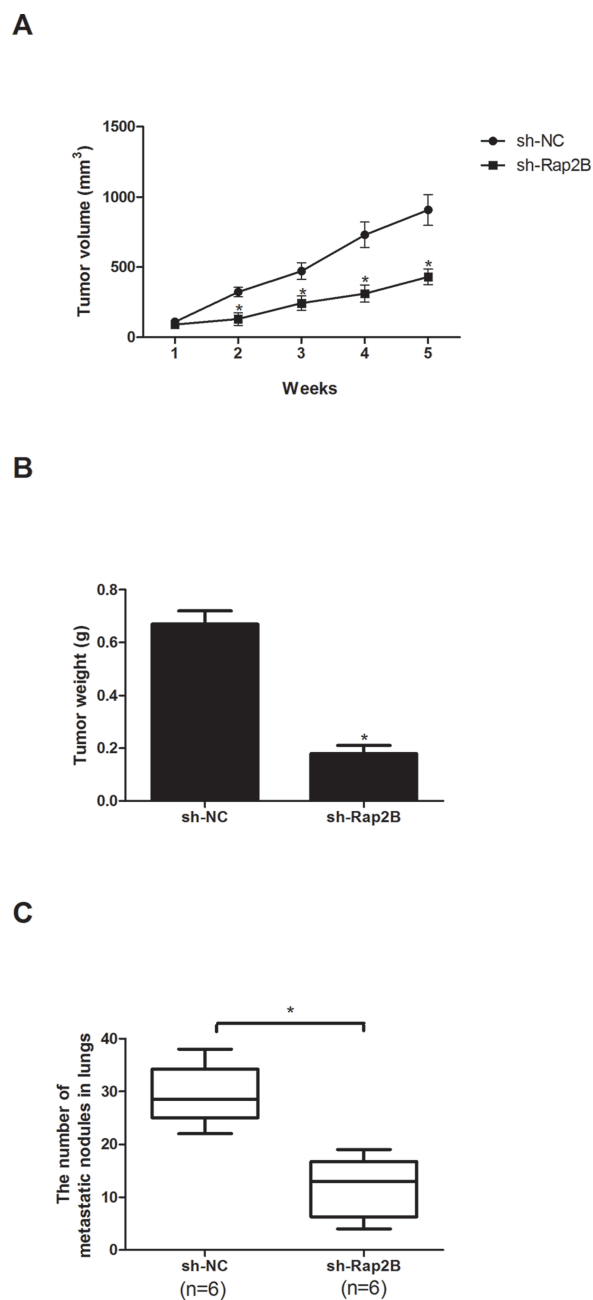 A
Tumor volume (mm³)
1500
1000
500
0
1 2 3 4 5
Weeks
sh-NC
sh-Rap2B
*
*
*
*
B
Tumor weight (g)
0.8
0.6
0.4
0.2
0.0
*
sh-NC sh-Rap2B
C
The number of
metastatic nodules in lungs
40
30
20
10
0
*
sh-NC sh-Rap2B
(n=6) (n=6)